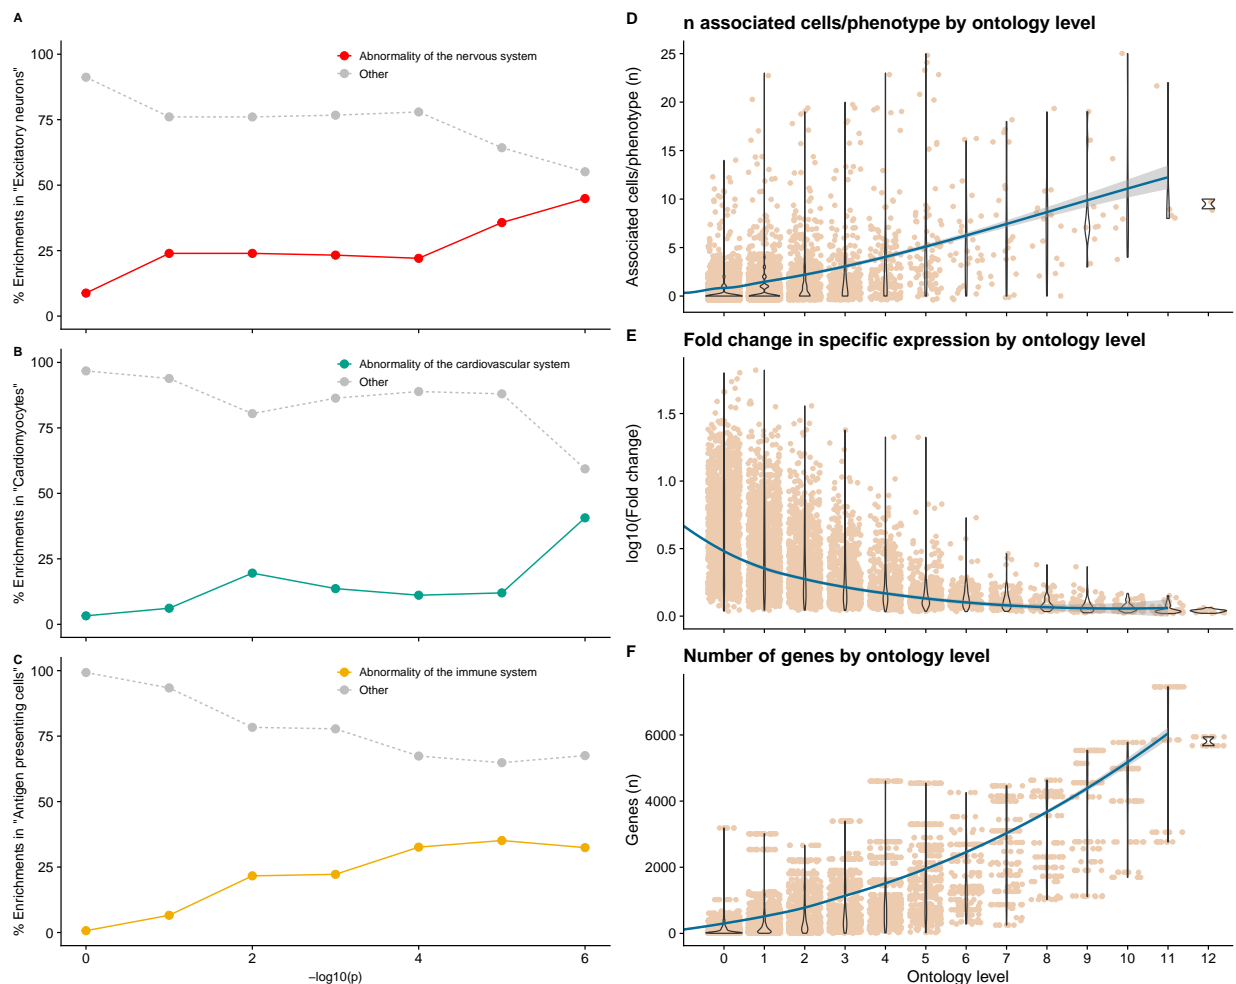 A
% Enrichments in "Excitatory neurons"
100
75
50
25
0
Abnormality of the nervous system
Other
B
% Enrichments in "Cardiomyocytes"
100
75
50
25
0
Abnormality of the cardiovascular system
Other
C
% Enrichments in "Antigen presenting cells"
100
75
50
25
0
Abnormality of the immune system
Other
0 2 4 6
−log10(p)
D n associated cells/phenotype by ontology level
Associated cells/phenotype (n)
25
20
15
10
5
0
E Fold change in specific expression by ontology level
log10(Fold change)
1.5
1.0
0.5
0.0
F Number of genes by ontology level
Genes (n)
6000
4000
2000
0
0 1 2 3 4 5 6 7 8 9 10 11 12
Ontology level